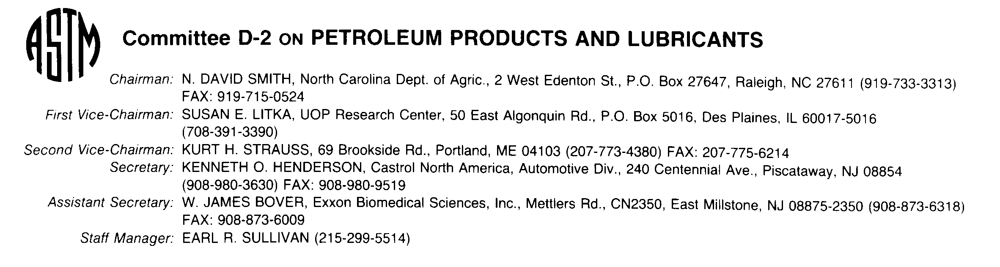 ASTM
Committee D-2 ON PETROLEUM PRODUCTS AND LUBRICANTS
Chairman: N. DAVID SMITH, North Carolina Dept. of Agric., 2 West Edenton St., P.O. Box 27647, Raleigh, NC 27611 (919-733-3313)
FAX: 919-715-0524
First Vice-Chairman: SUSAN E. LITKA, UOP Research Center, 50 East Algonquin Rd., P.O. Box 5016, Des Plaines, IL 60017-5016
(708-391-3390)
Second Vice-Chairman: KURT H. STRAUSS, 69 Brookside Rd., Portland, ME 04103 (207-773-4380) FAX: 207-775-6214
Secretary: KENNETH O. HENDERSON, Castrol North America, Automotive Div., 240 Centennial Ave., Piscataway, NJ 08854
(908-980-3630) FAX: 908-980-9519
Assistant Secretary: W. JAMES BOVER, Exxon Biomedical Sciences, Inc., Mettlers Rd., CN2350, East Millstone, NJ 08875-2350 (908-873-6318)
FAX: 908-873-6009
Staff Manager: EARL R. SULLIVAN (215-299-5514)